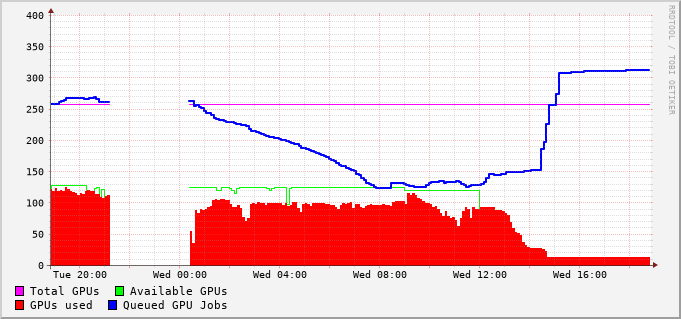 400
350
300
250
200
150
100
50
0
Tue 20:00 Wed 00:00 Wed 04:00 Wed 08:00 Wed 12:00 Wed 16:00
Total GPUs Available GPUs
GPUs used Queued GPU Jobs
RRDTOOL / TOBI OETIKER